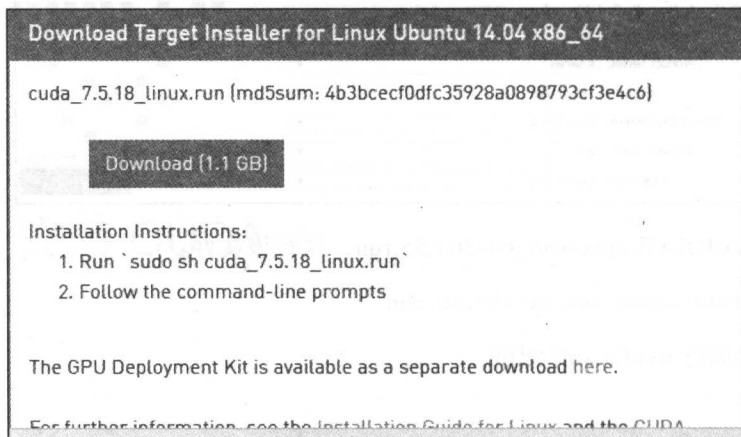 Download Target Installer for Linux Ubuntu 14.04 x86_64
cuda_7.5.18_linux.run (md5sum: 4b3bcecf0dfc35928a0898793cf3e4c6)
Download (1.1 GB)
Installation Instructions:
1. Run `sudo sh cuda_7.5.18_linux.run`
2. Follow the command-line prompts
The GPU Deployment Kit is available as a separate download here.
For further information, see the Installation Guide for Linux and the CUDA